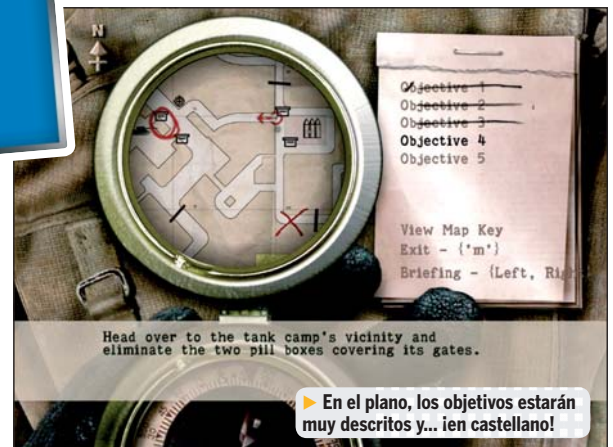 N
Objective 1
Objective 2
Objective 3
Objective 4
Objective 5
View Map Key
Exit - {'m'}
Briefing - {Left, Rig
Head over to the tank camp's vicinity and
eliminate the two pill boxes covering its gates.
En el plano, los objetivos estarán
muy descritos y... ¡en castellano!